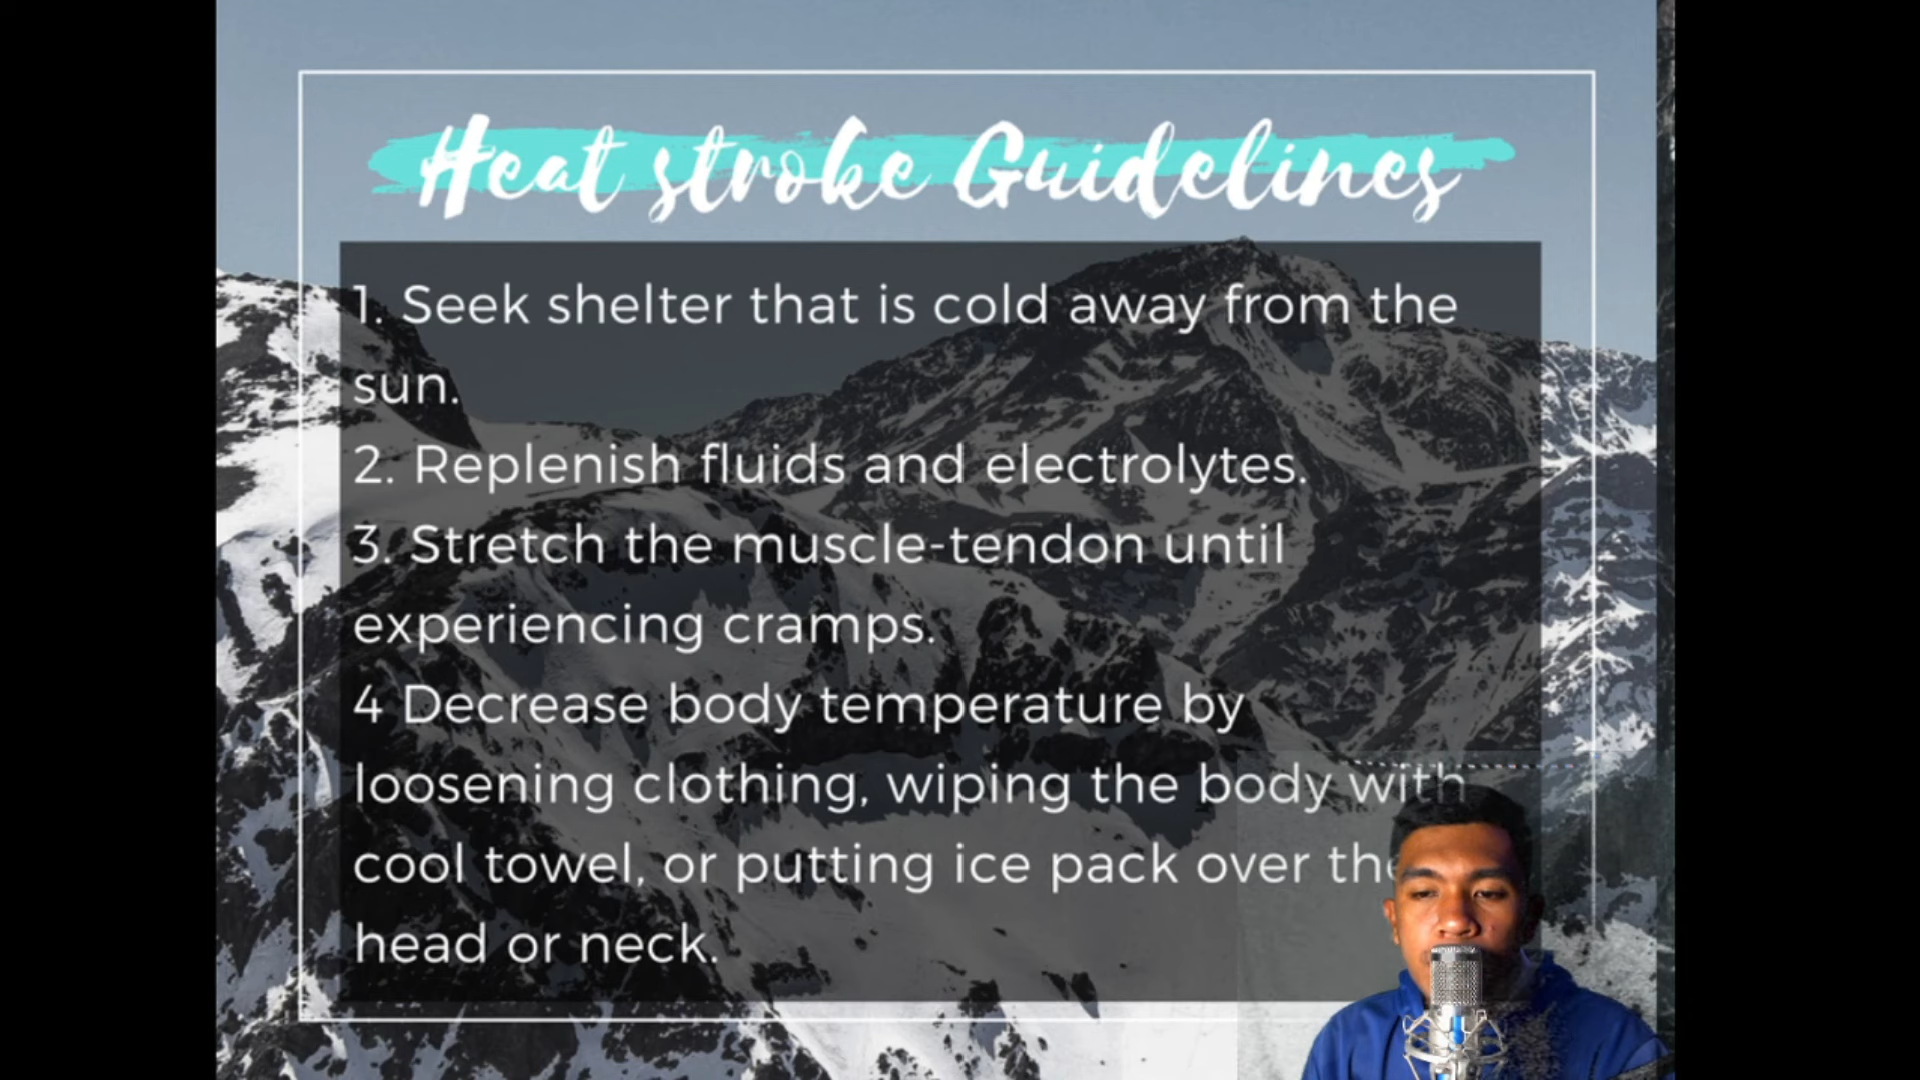 Heat stroke Guidelines
1. Seek shelter that is cold away from the
sun.
2. Replenish fluids and electrolytes.
3. Stretch the muscle-tendon until
experiencing cramps.
4 Decrease body temperature by
loosening clothing, wiping the body with
cool towel, or putting ice pack over the
head or neck.